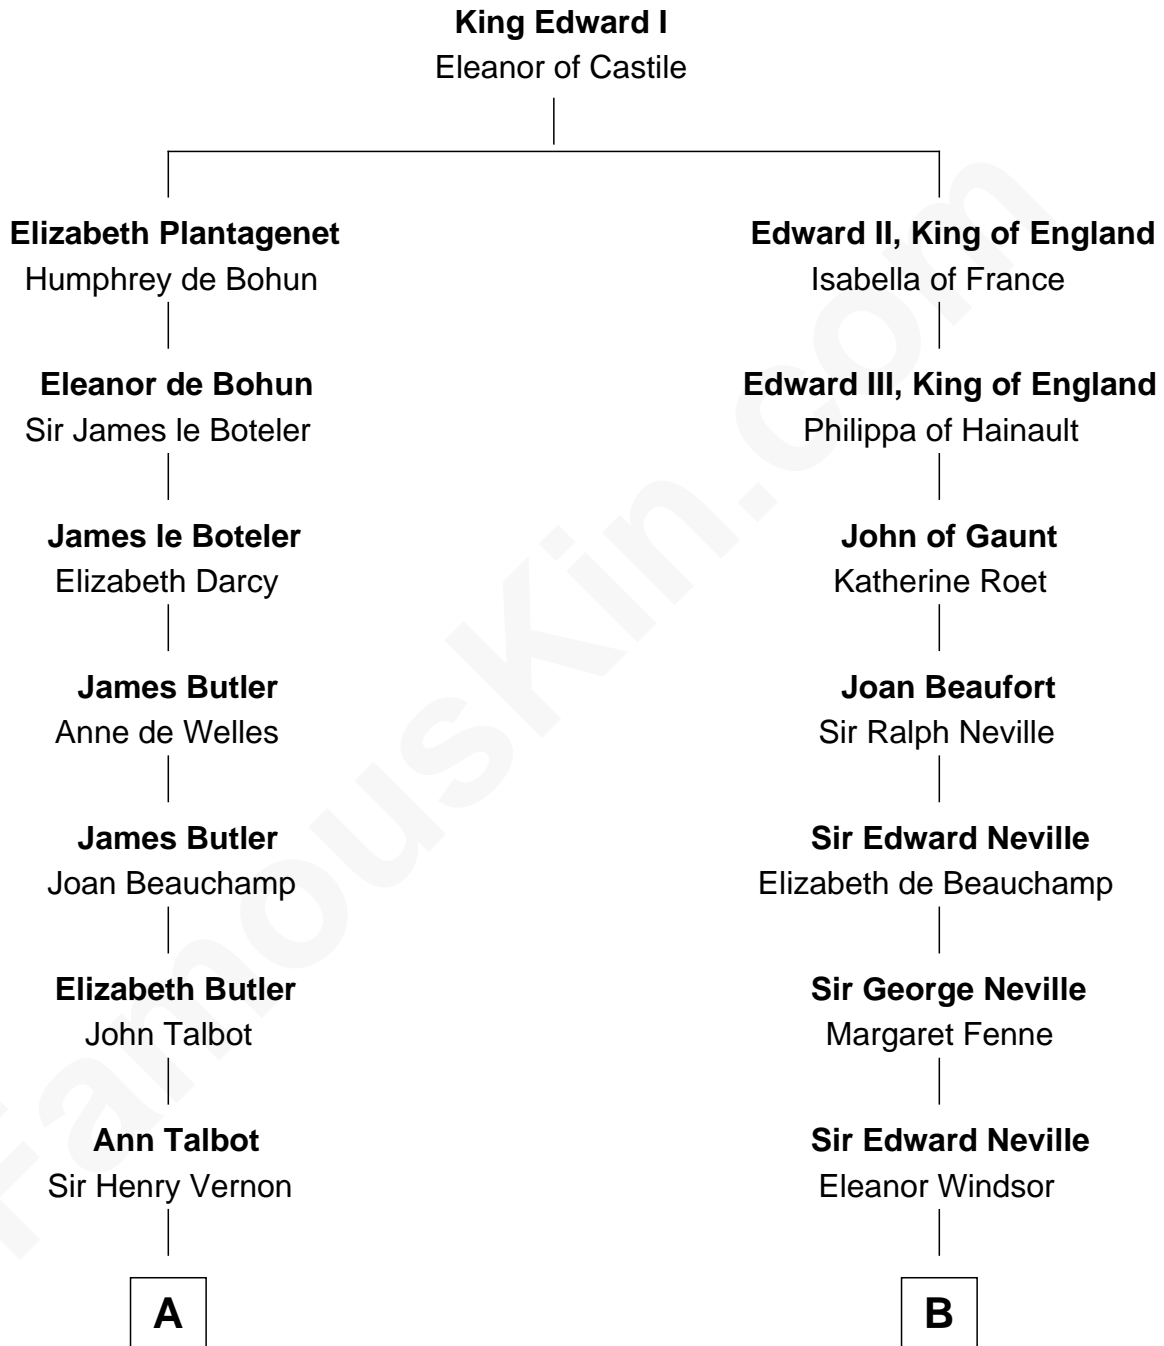 King Edward I
Eleanor of Castile
Elizabeth Plantagenet
Humphrey de Bohun
Edward II, King of England
Isabella of France
Eleanor de Bohun
Sir James le Boteler
Edward III, King of England
Philippa of Hainault
James le Boteler
Elizabeth Darcy
John of Gaunt
Katherine Roet
James Butler
Anne de Welles
Joan Beaufort
Sir Ralph Neville
James Butler
Joan Beauchamp
Sir Edward Neville
Elizabeth de Beauchamp
Elizabeth Butler
John Talbot
Sir George Neville
Margaret Fenne
Ann Talbot
Sir Henry Vernon
Sir Edward Neville
Eleanor Windsor
A
B
FamousKin.com